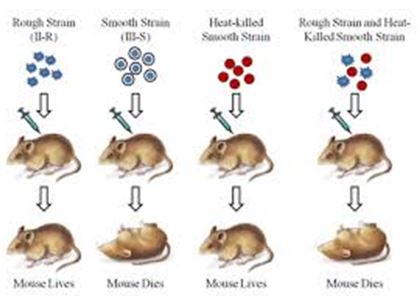 Rough Strain
(II-R)
Smooth Strain
(III-S)
Heat-killed
Smooth Strain
Rough Strain and Heat-
Killed Smooth Strain
Mouse Lives
Mouse Dies
Mouse Lives
Mouse Dies